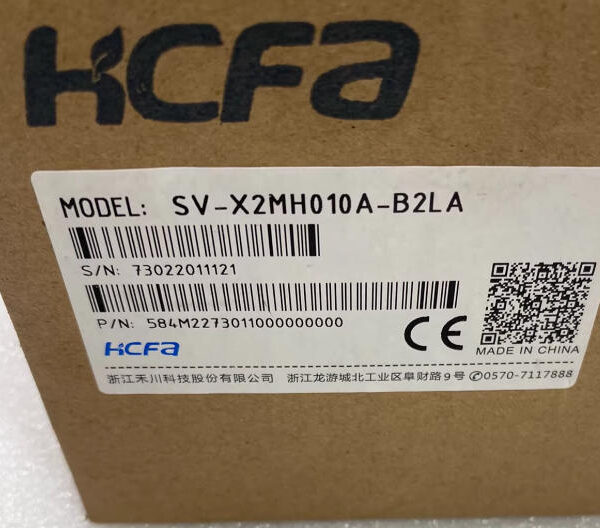 HCFA
MODEL: SV-X2MH010A-B2LA
S/N: 73022011121
P/N: 584M2273011000000000
HCFA
CE
MADE IN CHINA
浙江禾川科技股份有限公司 浙江龙游城北工业区阜财路9号 ✆0570-7117888